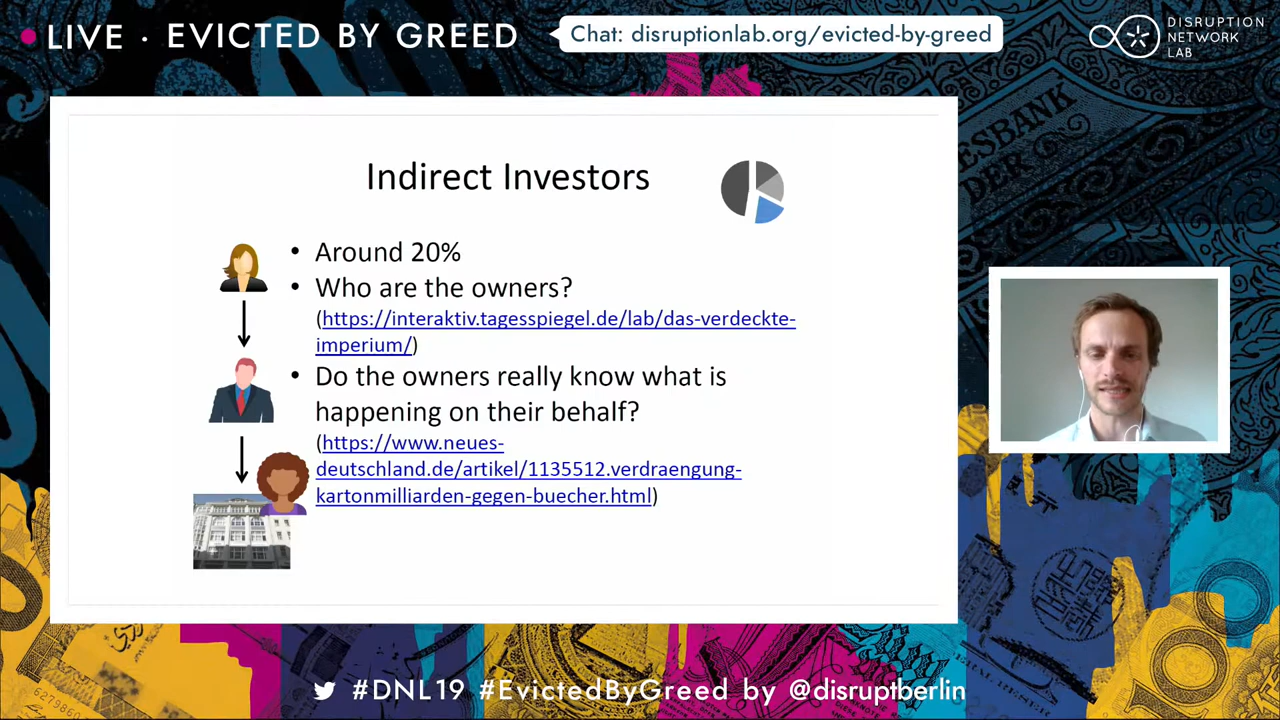 LIVE · EVICTED BY GREED
Chat: disruptionlab.org/evicted-by-greed
DISRUPTION
NETWORK
LAB
ESBANK
DER
Indirect Investors
• Around 20%
• Who are the owners?
(https://interaktiv.tagesspiegel.de/lab/das-verdeckte-
imperium/)
• Do the owners really know what is
happening on their behalf?
(https://www.neues-
deutschland.de/artikel/1135512.verdraengung-
kartonmilliarden-gegen-buecher.html)
#DNL19 #EvictedByGreed by @disruptberlin